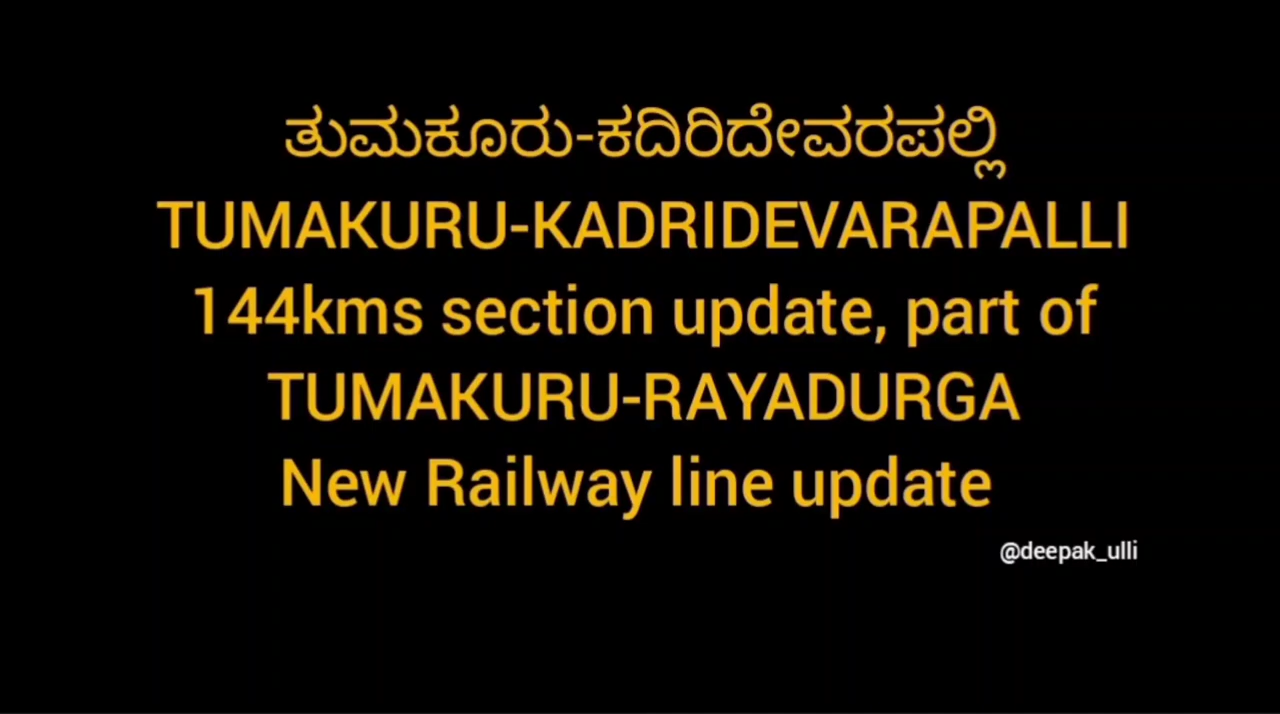 ತುಮಕೂರು-ಕದಿರಿದೇವರಪಲ್ಲಿ
TUMAKURU-KADRIDEVARAPALLI
144kms section update, part of
TUMAKURU-RAYADURGA
New Railway line update
@deepak_ulli